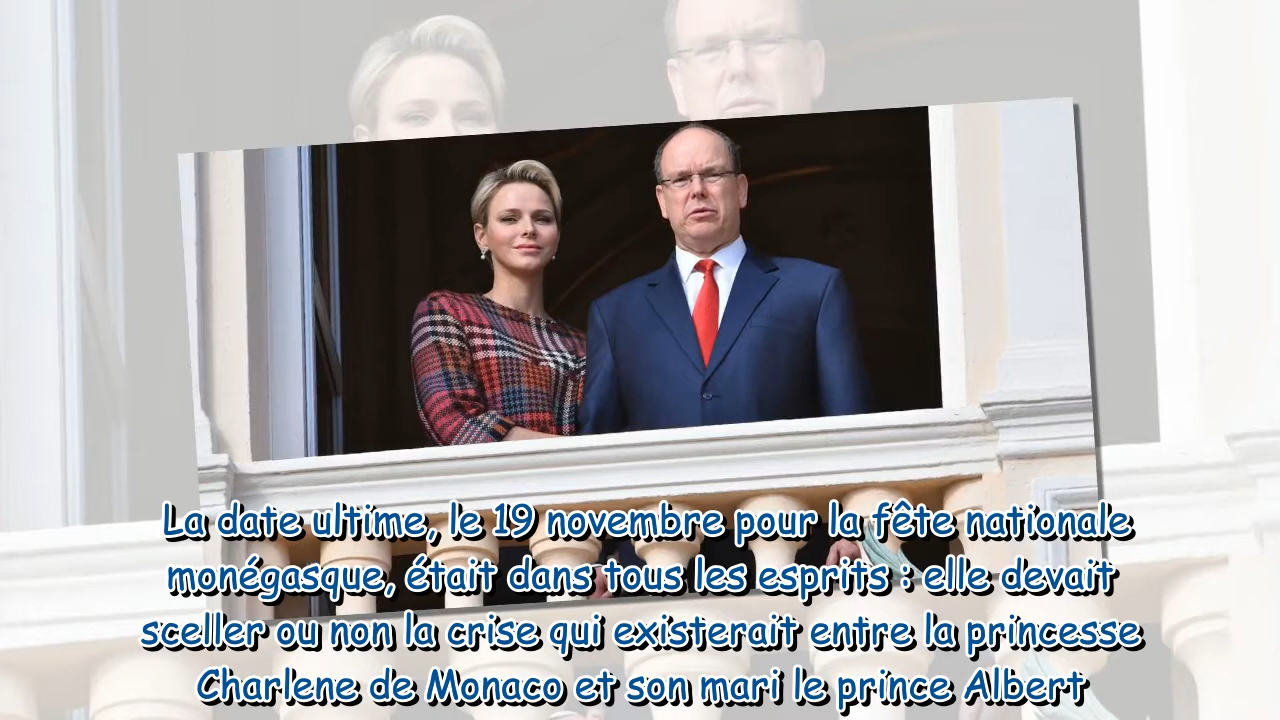 La date ultime, le 19 novembre pour la fête nationale
monégasque, était dans tous les esprits : elle devait
sceller ou non la crise qui existerait entre la princesse
Charlene de Monaco et son mari le prince Albert